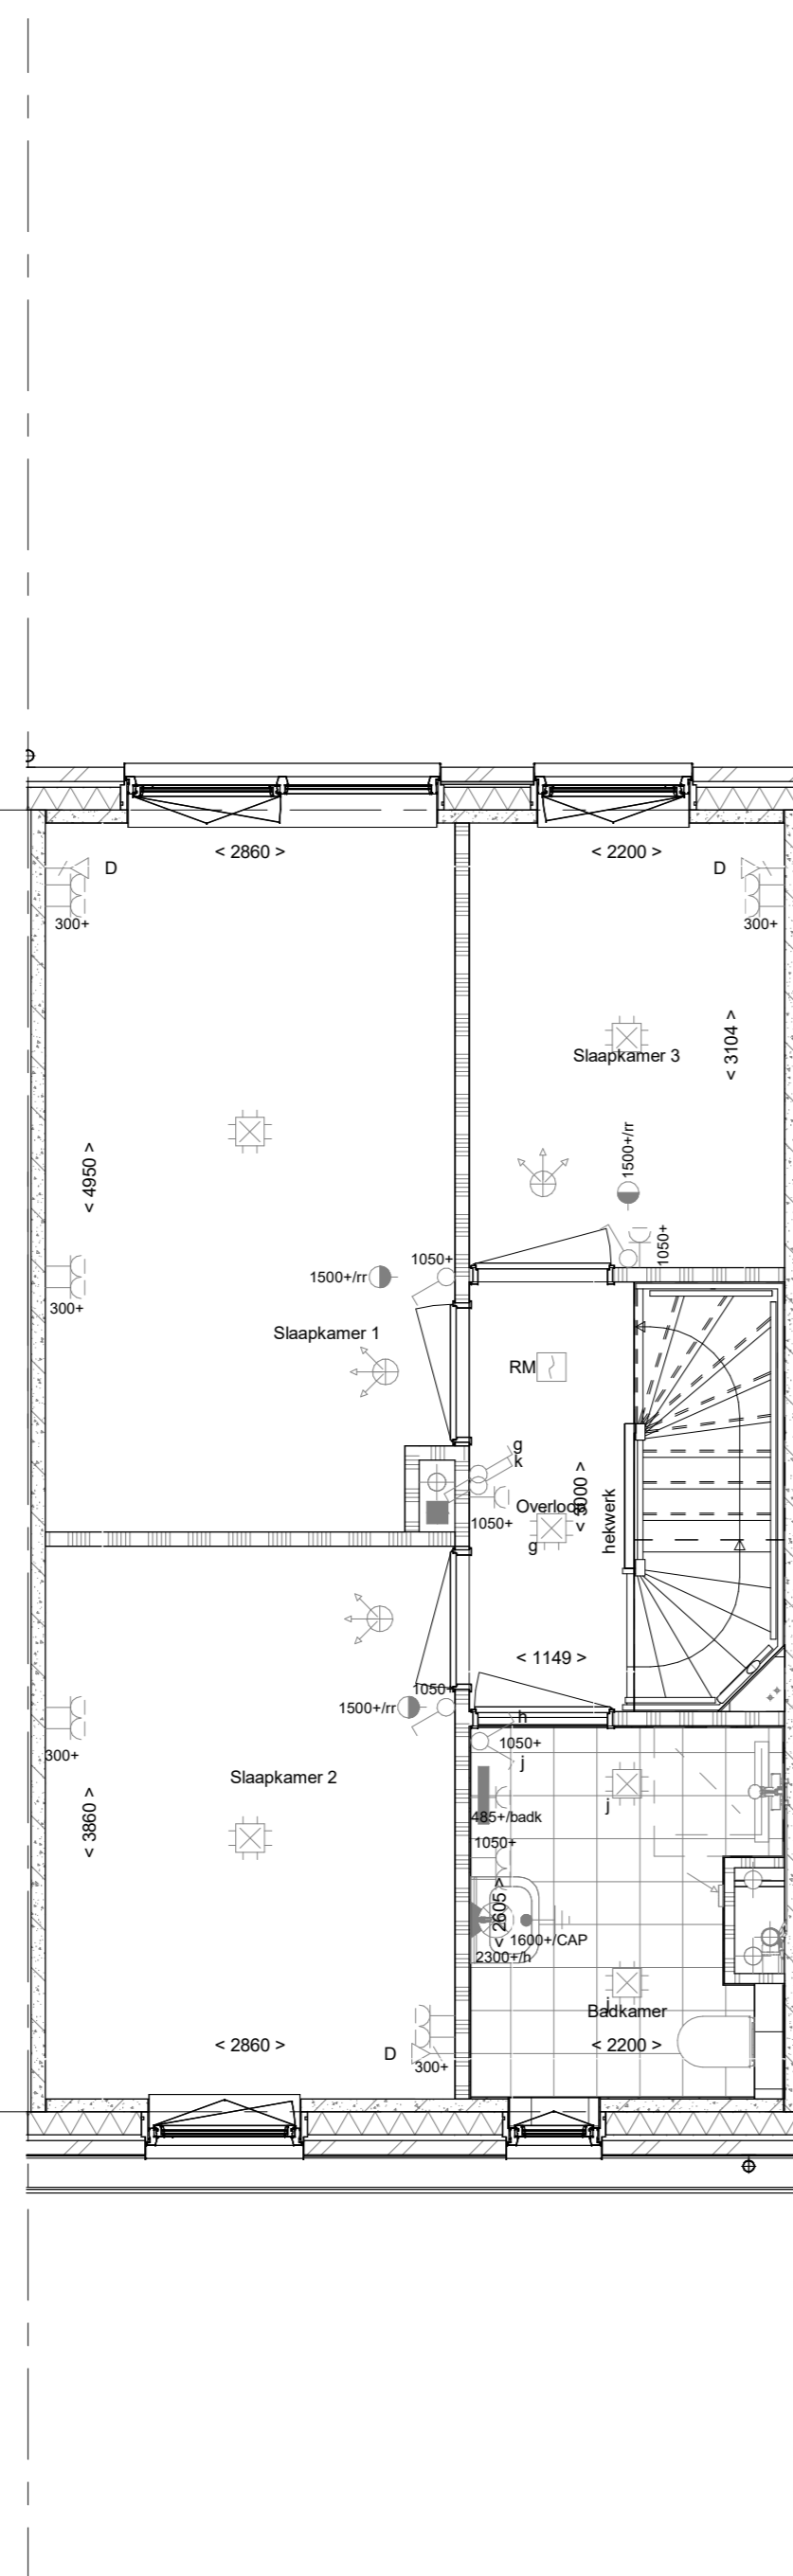 < 2860 >
< 2200 >
D
D
300+
300+
Slaapkamer 3
< 3104 >
1500+/rr
< 4950 >
1050+
1050+
1500+/rr
300+
Slaapkamer 1
RM
g
k
Overloop
< 3000 >
hekwerk
1050+
g
< 1149 >
1050+
1500+/rr
h
1050+
300+
j
Slaapkamer 2
j
485+/badk
< 3860 >
1050+
< 2605 >
1600+/CAP
2300+/h
j
Badkamer
< 2860 >
D
300+
< 2200 >